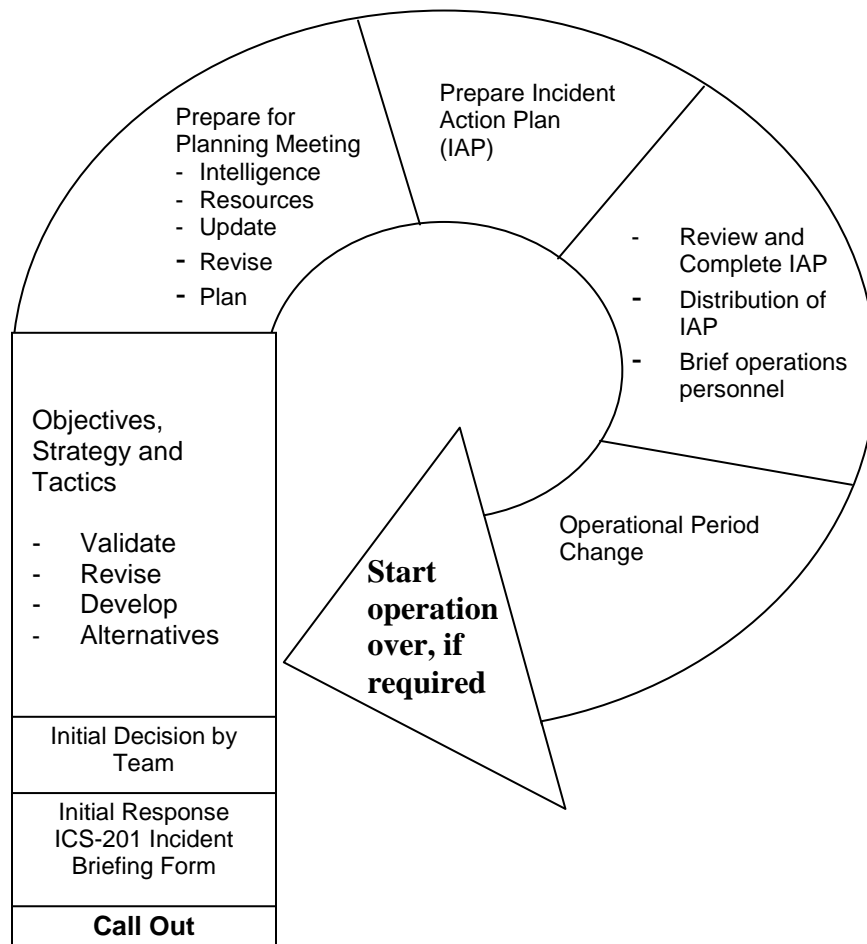 Prepare for
Planning Meeting
- Intelligence
- Resources
- Update
- Revise
- Plan
Prepare Incident
Action Plan
(IAP)
- Review and
Complete IAP
- Distribution of
IAP
- Brief operations
personnel
Operational Period
Change
Start
operation
over, if
required
Objectives,
Strategy and
Tactics
- Validate
- Revise
- Develop
- Alternatives
Initial Decision by
Team
Initial Response
ICS-201 Incident
Briefing Form
Call Out